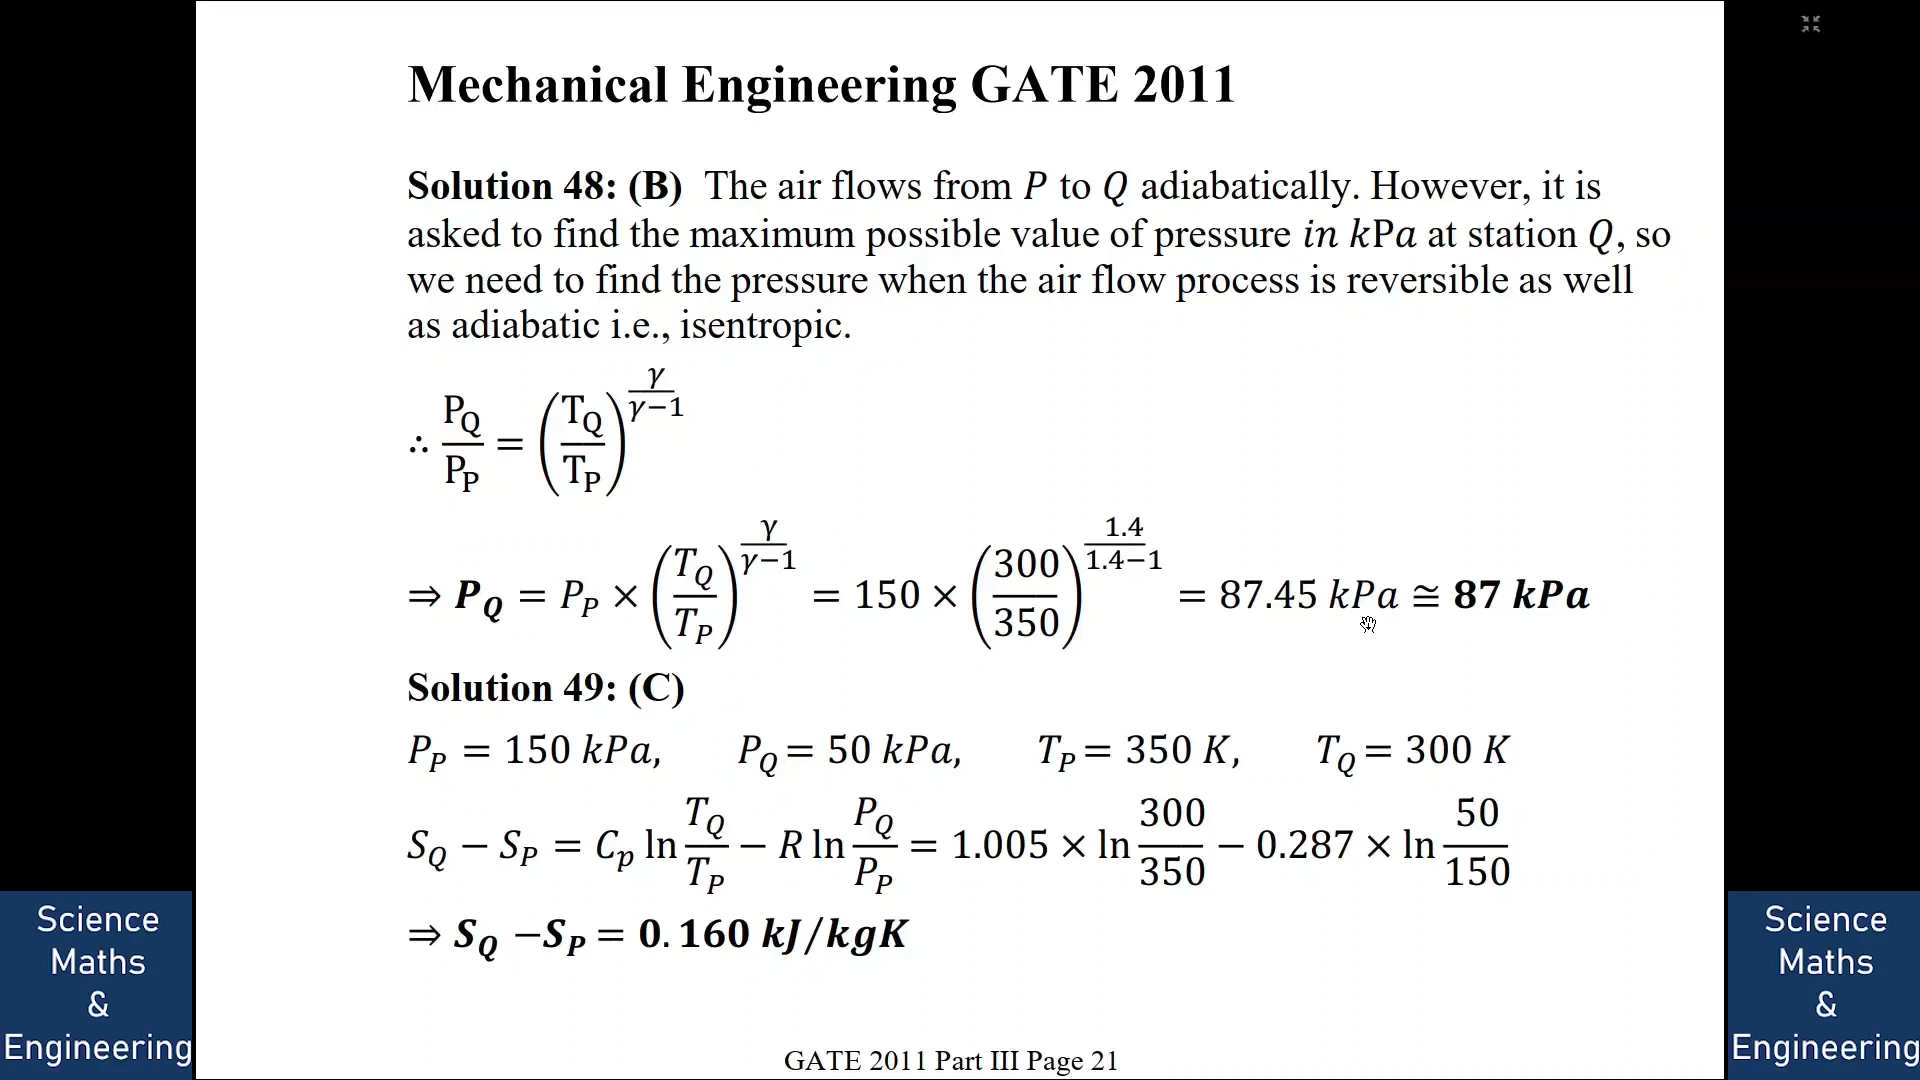 Mechanical Engineering GATE 2011
Solution 48: (B) The air flows from P to Q adiabatically. However, it is
asked to find the maximum possible value of pressure in kPa at station Q, so
we need to find the pressure when the air flow process is reversible as well
as adiabatic i.e., isentropic.
∴ P_Q/P_P = (T_Q/T_P)^(γ/(γ−1))
⇒ P_Q = P_P × (T_Q/T_P)^(γ/(γ−1)) = 150 × (300/350)^(1.4/(1.4−1)) = 87.45 kPa ≅ 87 kPa
Solution 49: (C)
P_P = 150 kPa, P_Q = 50 kPa, T_P = 350 K, T_Q = 300 K
S_Q − S_P = C_p ln T_Q/T_P − R ln P_Q/P_P = 1.005 × ln 300/350 − 0.287 × ln 50/150
⇒ S_Q − S_P = 0.160 kJ/kgK
GATE 2011 Part III Page 21
Science
Maths
&
Engineering
Science
Maths
&
Engineering